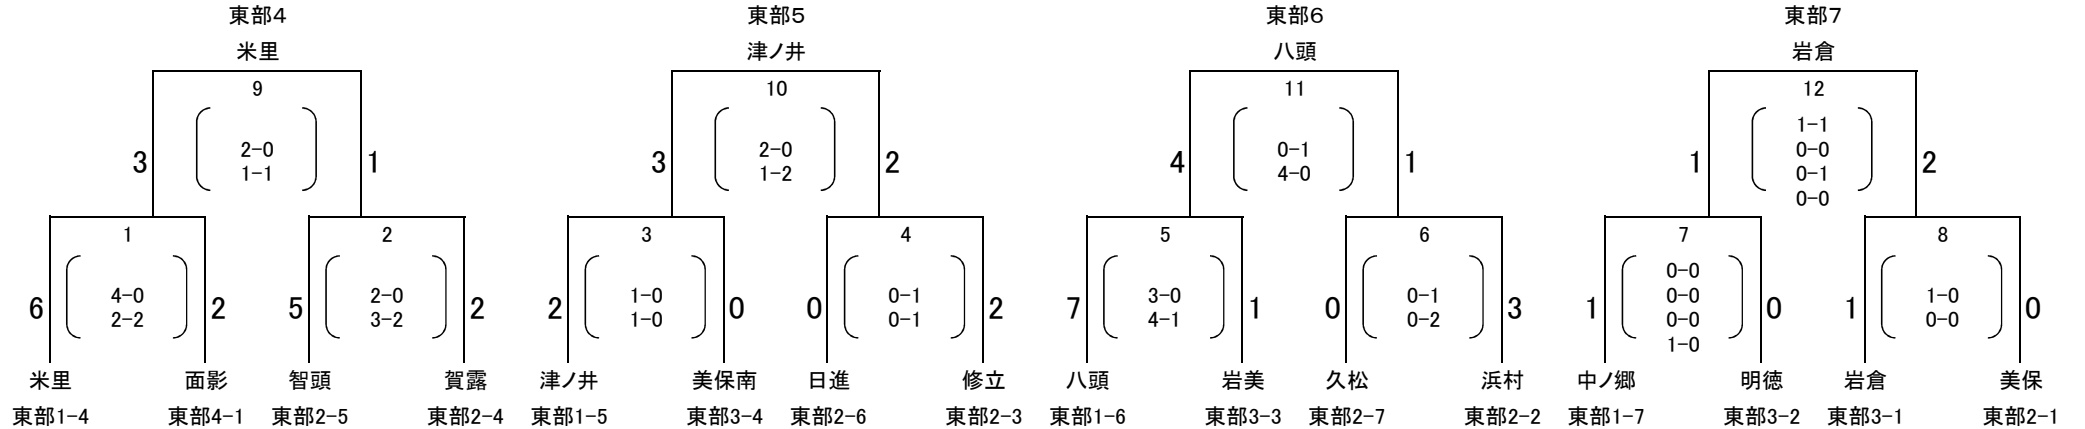 東部4 東部5 東部6 東部7
米里 津ノ井 八頭 岩倉
9 10 11 12
1-1
3 2-0 1 3 2-0 2 4 0-1 1 1 0-0 2
1-1 1-2 4-0 0-1
0-0
1 2 3 4 5 6 7 8
0-0
6 4-0 2 5 2-0 2 2 1-0 0 0 0-1 2 7 3-0 1 0 0-1 3 1 0-0 0 1 1-0 0
2-2 3-2 1-0 0-1 4-1 0-2 0-0 0-0
1-0
米里 面影 智頭 賀露 津ノ井 美保南 日進 修立 八頭 岩美 久松 浜村 中ノ郷 明徳 岩倉 美保
東部1-4 東部4-1 東部2-5 東部2-4 東部1-5 東部3-4 東部2-6 東部2-3 東部1-6 東部3-3 東部2-7 東部2-2 東部1-7 東部3-2 東部3-1 東部2-1